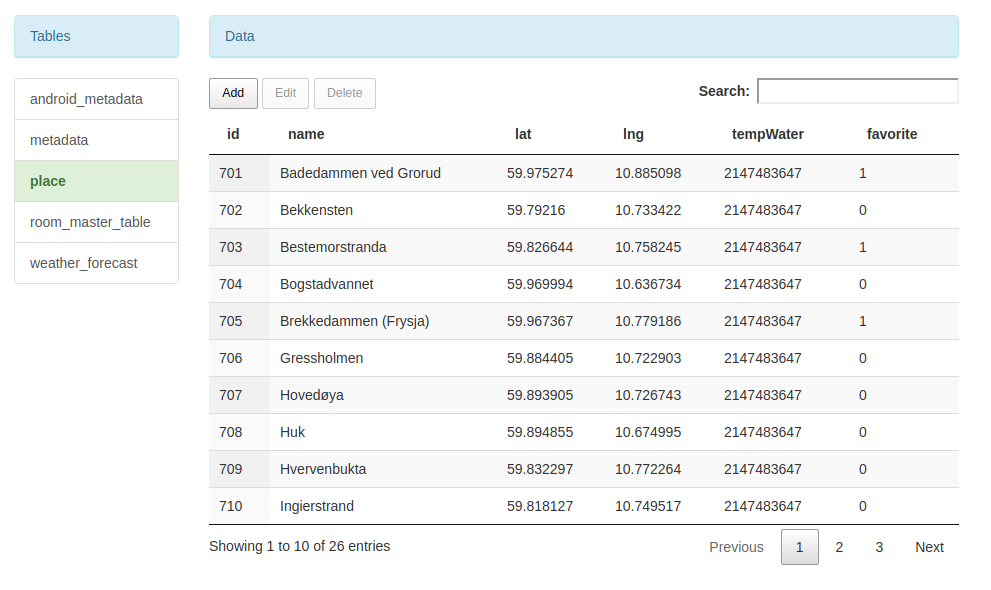 Tables
Data
android_metadata
metadata
place
room_master_table
weather_forecast
Add Edit Delete Search:
id name lat lng tempWater favorite
701 Badedammen ved Grorud 59.975274 10.885098 2147483647 1
702 Bekkensten 59.79216 10.733422 2147483647 0
703 Bestemorstranda 59.826644 10.758245 2147483647 1
704 Bogstadvannet 59.969994 10.636734 2147483647 0
705 Brekkedammen (Frysja) 59.967367 10.779186 2147483647 1
706 Gressholmen 59.884405 10.722903 2147483647 0
707 Hovedøya 59.893905 10.726743 2147483647 0
708 Huk 59.894855 10.674995 2147483647 0
709 Hvervenbukta 59.832297 10.772264 2147483647 0
710 Ingierstrand 59.818127 10.749517 2147483647 0
Showing 1 to 10 of 26 entries Previous 1 2 3 Next